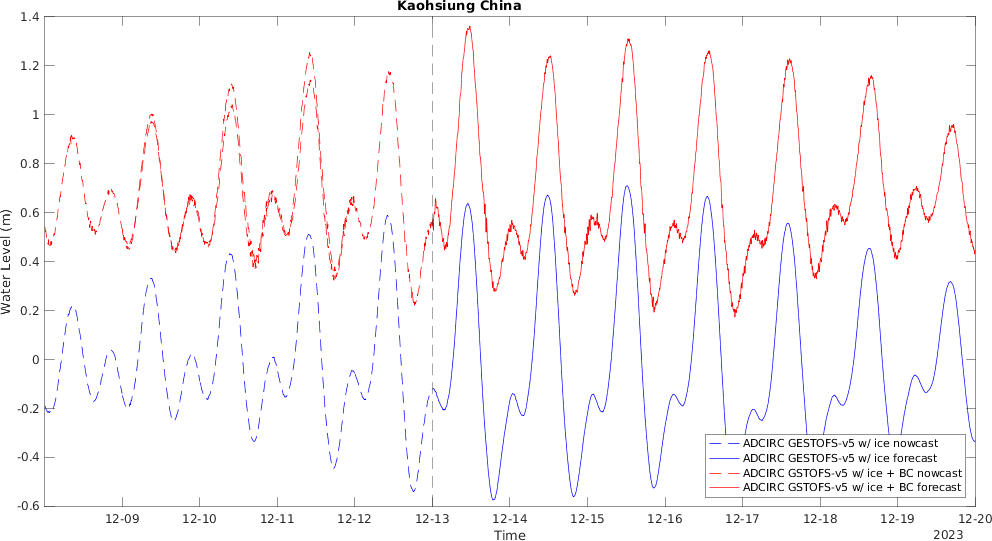 Kaohsiung China
1.4
1.2
1
0.8
0.6
0.4
0.2
0
-0.2
-0.4
-0.6
Water Level (m)
ADCIRC GESTOFS-v5 w/ ice nowcast
ADCIRC GESTOFS-v5 w/ ice forecast
ADCIRC GSTOFS-v5 w/ ice + BC nowcast
ADCIRC GSTOFS-v5 w/ ice + BC forecast
12-09 12-10 12-11 12-12 12-13 12-14 12-15 12-16 12-17 12-18 12-19 12-20
Time
2023